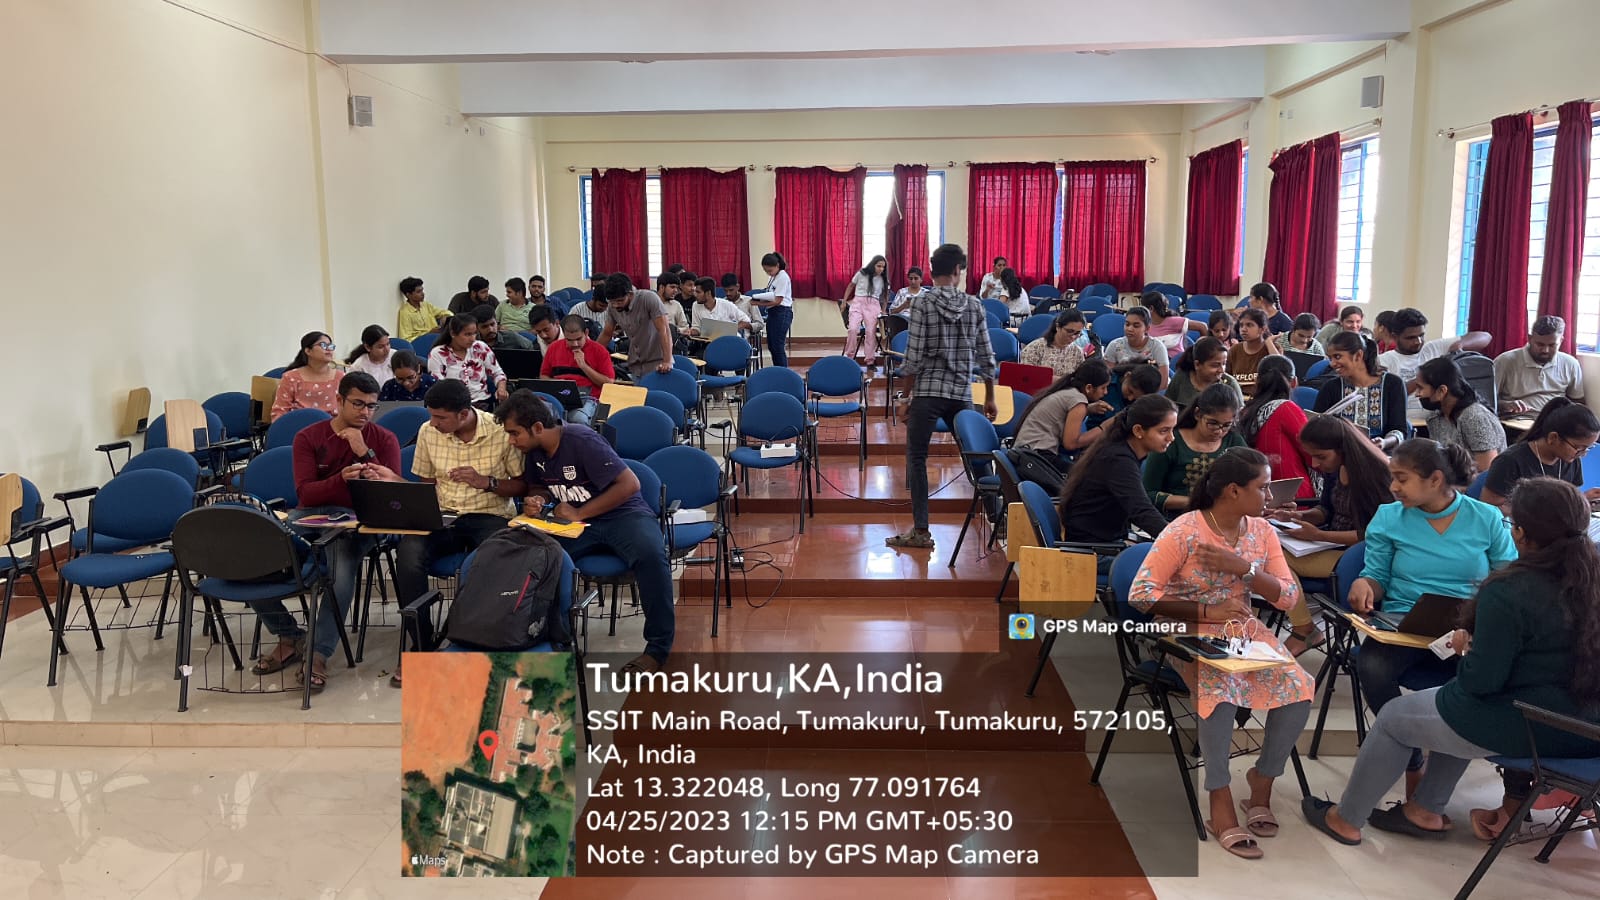 GPS Map Camera
Tumakuru,KA,India
SSIT Main Road, Tumakuru, Tumakuru, 572105,
KA, India
Lat 13.322048, Long 77.091764
04/25/2023 12:15 PM GMT+05:30
Note : Captured by GPS Map Camera
Maps
EXPLOR